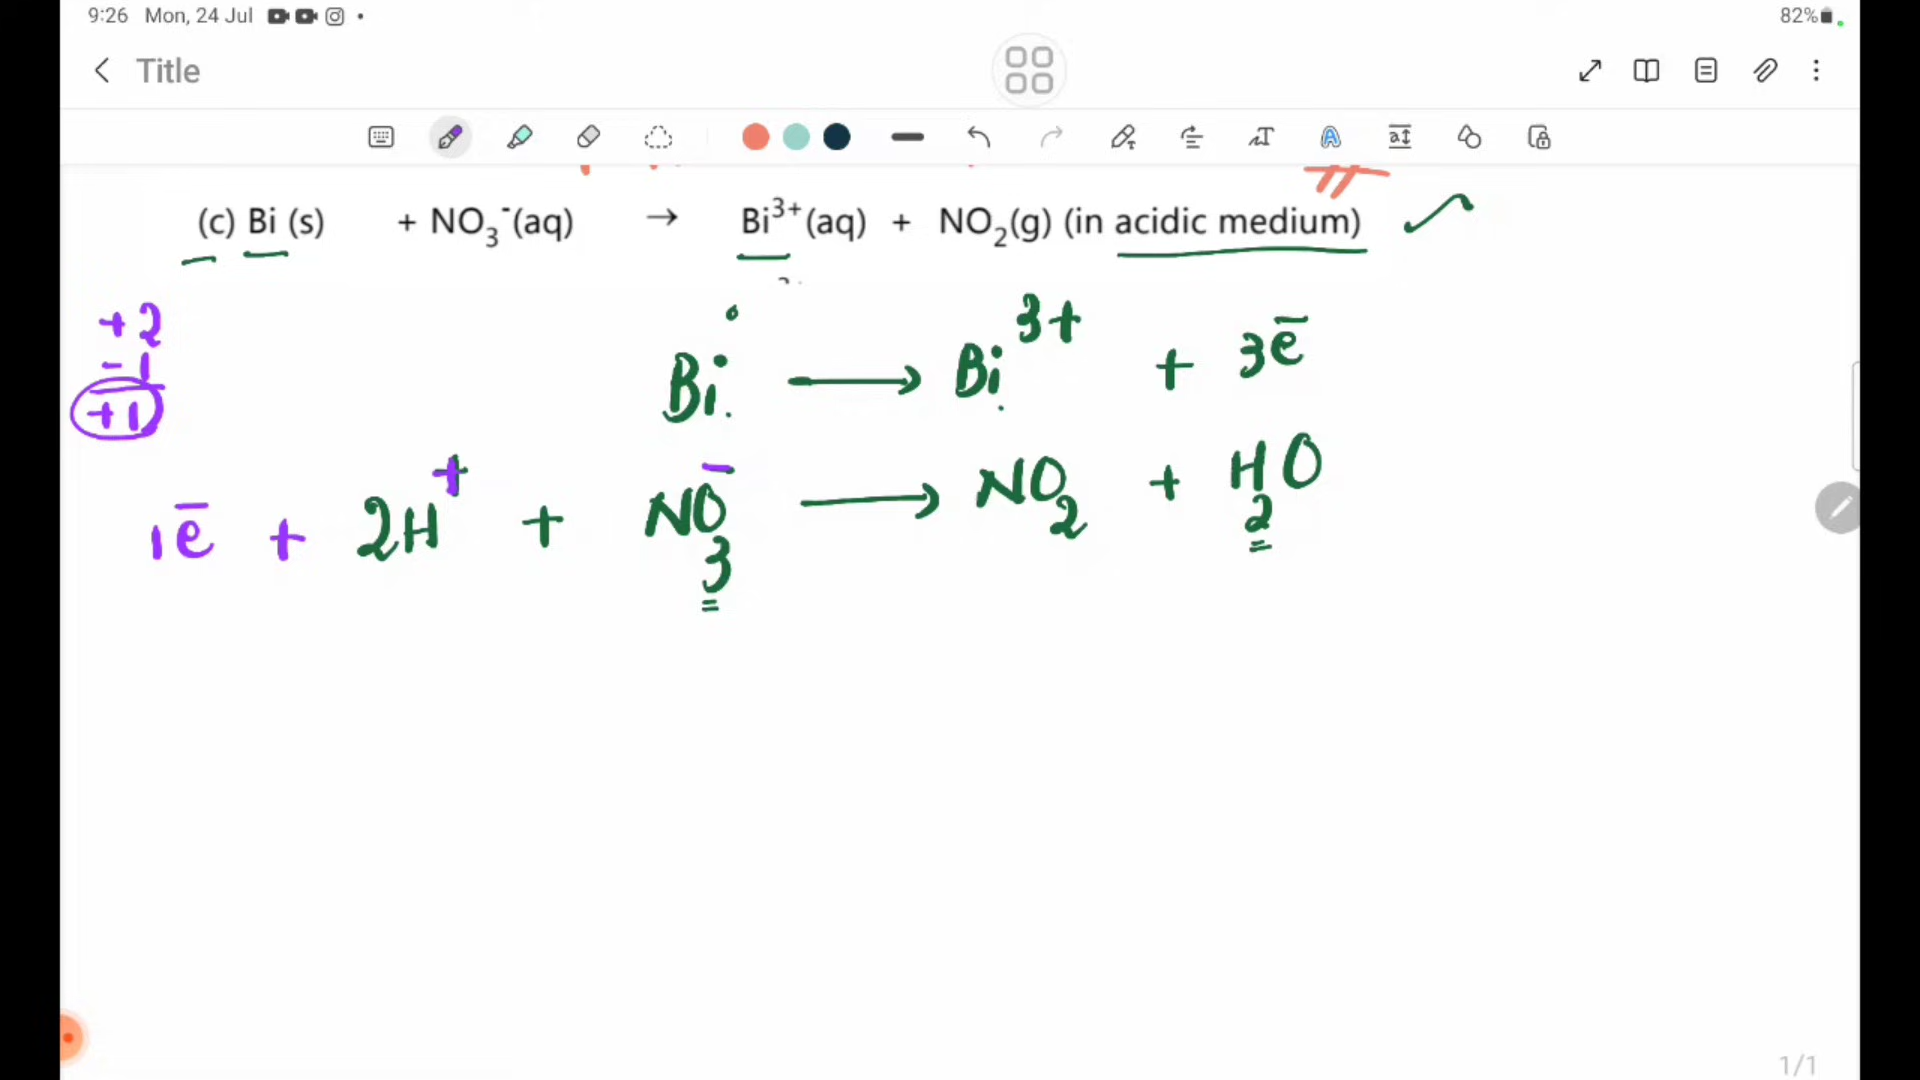 9:26 Mon, 24 Jul 82%
Title
(c) Bi (s) + NO₃⁻(aq) → Bi³⁺(aq) + NO₂(g) (in acidic medium)
+2
-1
+1
Bi° → Bi³⁺ + 3e⁻
1e⁻ + 2H⁺ + NO₃⁻ → NO₂ + H₂O
1/1